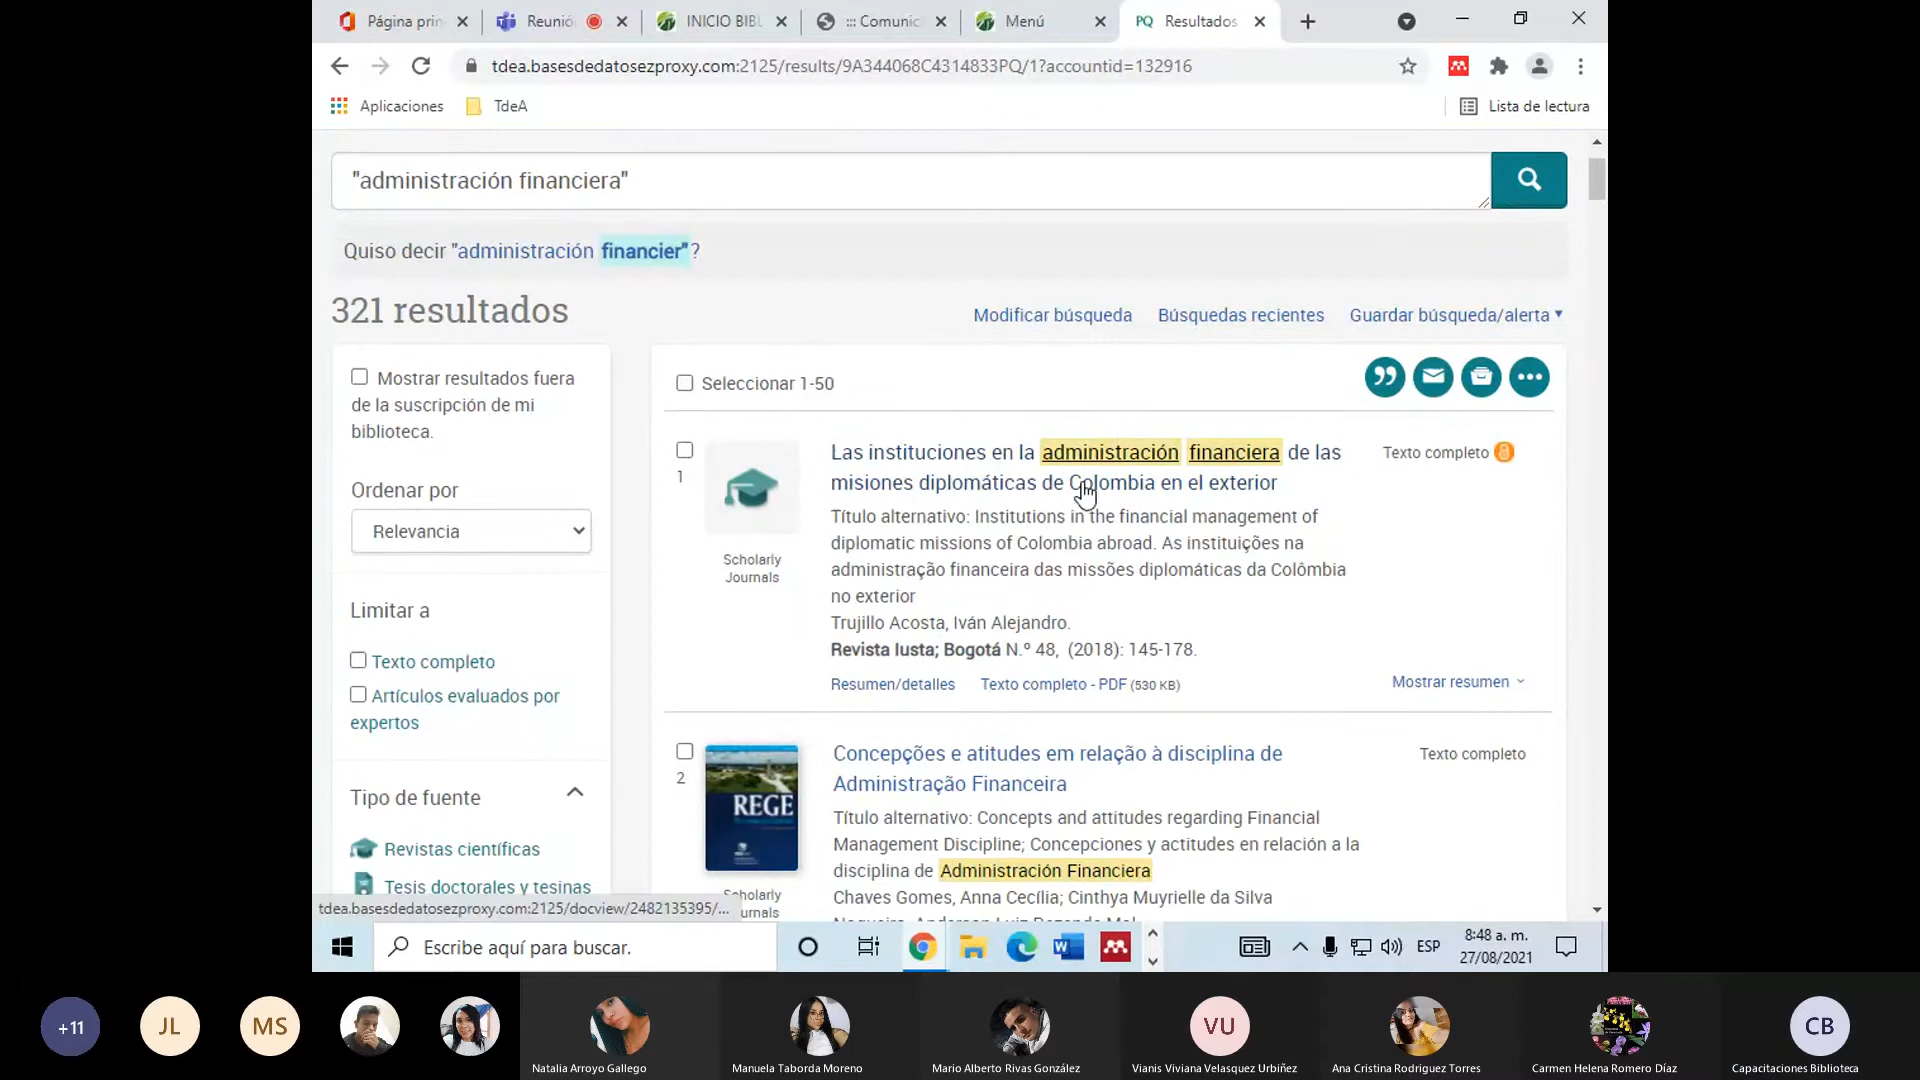 Página prin
Reunió
INICIO BIBL
::: Comunic
Menú
PQ Resultados
tdea.basesdedatosezproxy.com:2125/results/9A344068C4314833PQ/1?accountid=132916
Aplicaciones
TdeA
Lista de lectura
"administración financiera"
Quiso decir "administración financier"?
321 resultados
Modificar búsqueda
Búsquedas recientes
Guardar búsqueda/alerta
Mostrar resultados fuera
de la suscripción de mi
biblioteca.
Ordenar por
Relevancia
Limitar a
Texto completo
Artículos evaluados por
expertos
Tipo de fuente
Revistas científicas
Tesis doctorales y tesinas
Seleccionar 1-50
1
Scholarly
Journals
Las instituciones en la administración financiera de las
misiones diplomáticas de Colombia en el exterior
Texto completo
Título alternativo: Institutions in the financial management of
diplomatic missions of Colombia abroad. As instituições na
administração financeira das missões diplomáticas da Colômbia
no exterior
Trujillo Acosta, Iván Alejandro.
Revista Iusta; Bogotá N.º 48, (2018): 145-178.
Resumen/detalles
Texto completo - PDF (530 KB)
Mostrar resumen
2
REGE
Scholarly
urnals
Concepções e atitudes em relação à disciplina de
Administração Financeira
Texto completo
Título alternativo: Concepts and attitudes regarding Financial
Management Discipline; Concepciones y actitudes en relación a la
disciplina de Administración Financiera
Chaves Gomes, Anna Cecília; Cinthya Muyrielle da Silva
Nogueira, Anderson Luiz Rezende Mol
tdea.basesdedatosezproxy.com:2125/docview/2482135395/...
Escribe aquí para buscar.
ESP
8:48 a. m.
27/08/2021
+11
JL
MS
VU
CB
Natalia Arroyo Gallego
Manuela Taborda Moreno
Mario Alberto Rivas González
Vianis Viviana Velasquez Urbiñez
Ana Cristina Rodriguez Torres
Carmen Helena Romero Díaz
Capacitaciones Biblioteca